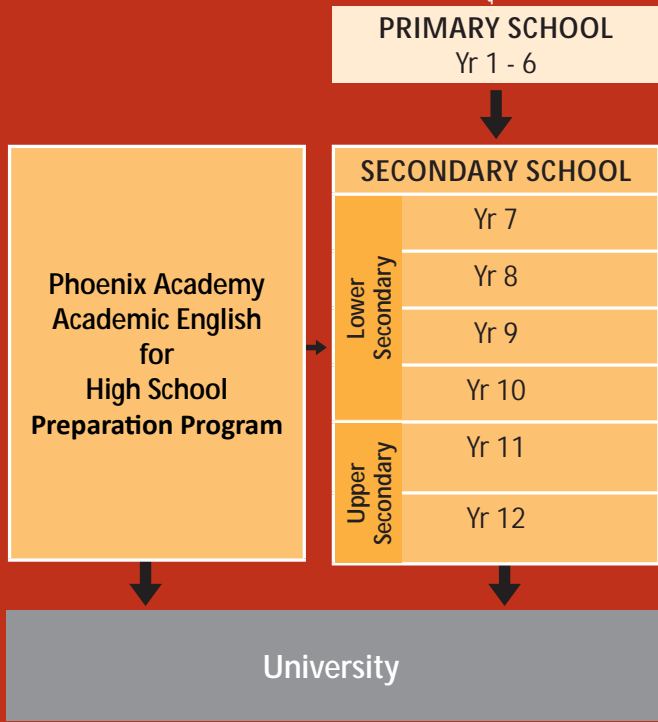 PRIMARY SCHOOL
Yr 1 - 6
SECONDARY SCHOOL
Lower
Secondary
Yr 7
Yr 8
Yr 9
Yr 10
Upper
Secondary
Yr 11
Yr 12
Phoenix Academy
Academic English
for
High School
Preparation Program
University